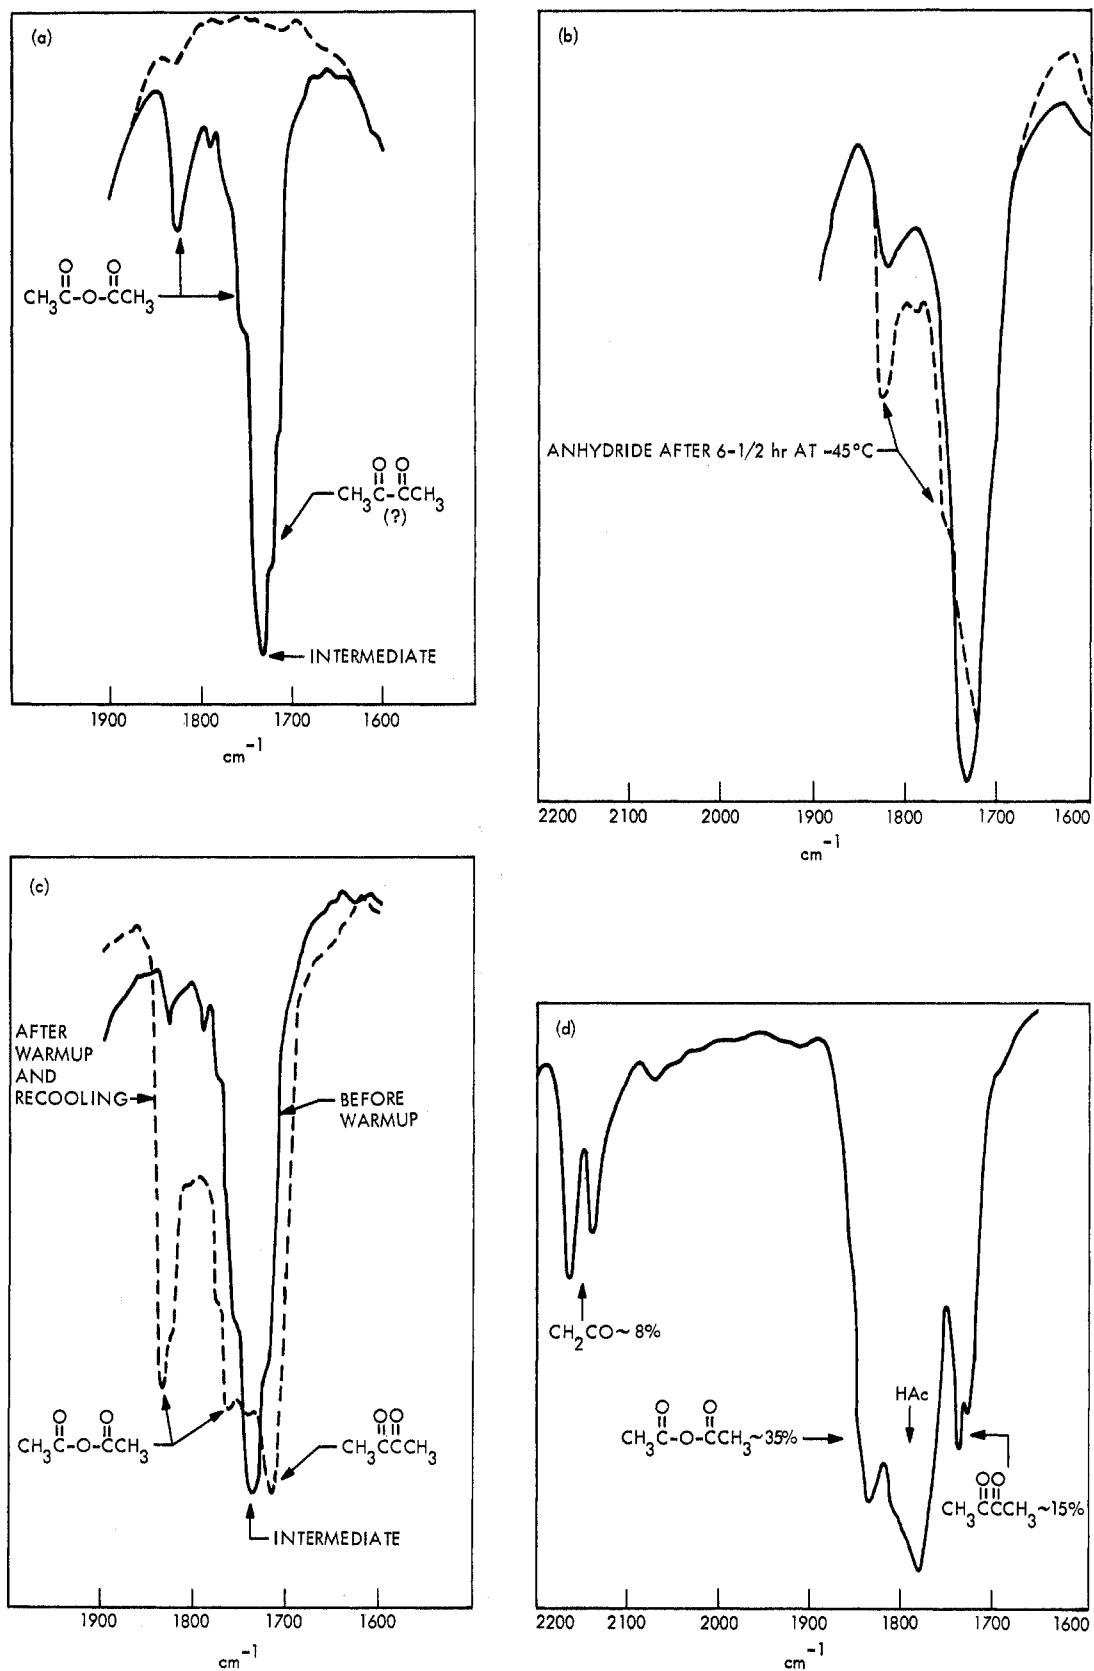 (a)
O O
CH3C-O-CCH3
O O
CH3C-CCH3
(?)
INTERMEDIATE
1900 1800 1700 1600
cm-1
(b)
ANHYDRIDE AFTER 6-1/2 hr AT -45°C
2200 2100 2000 1900 1800 1700 1600
cm-1
(c)
AFTER
WARMUP
AND
RECOOLING
BEFORE
WARMUP
O O
CH3C-O-CCH3
OO
CH3CCCH3
INTERMEDIATE
1900 1800 1700 1600
cm-1
(d)
CH2CO~8%
HAc
O O
CH3C-O-CCH3~35%
OO
CH3CCCH3~15%
2200 2100 2000 1900 1800 1700 1600
cm-1